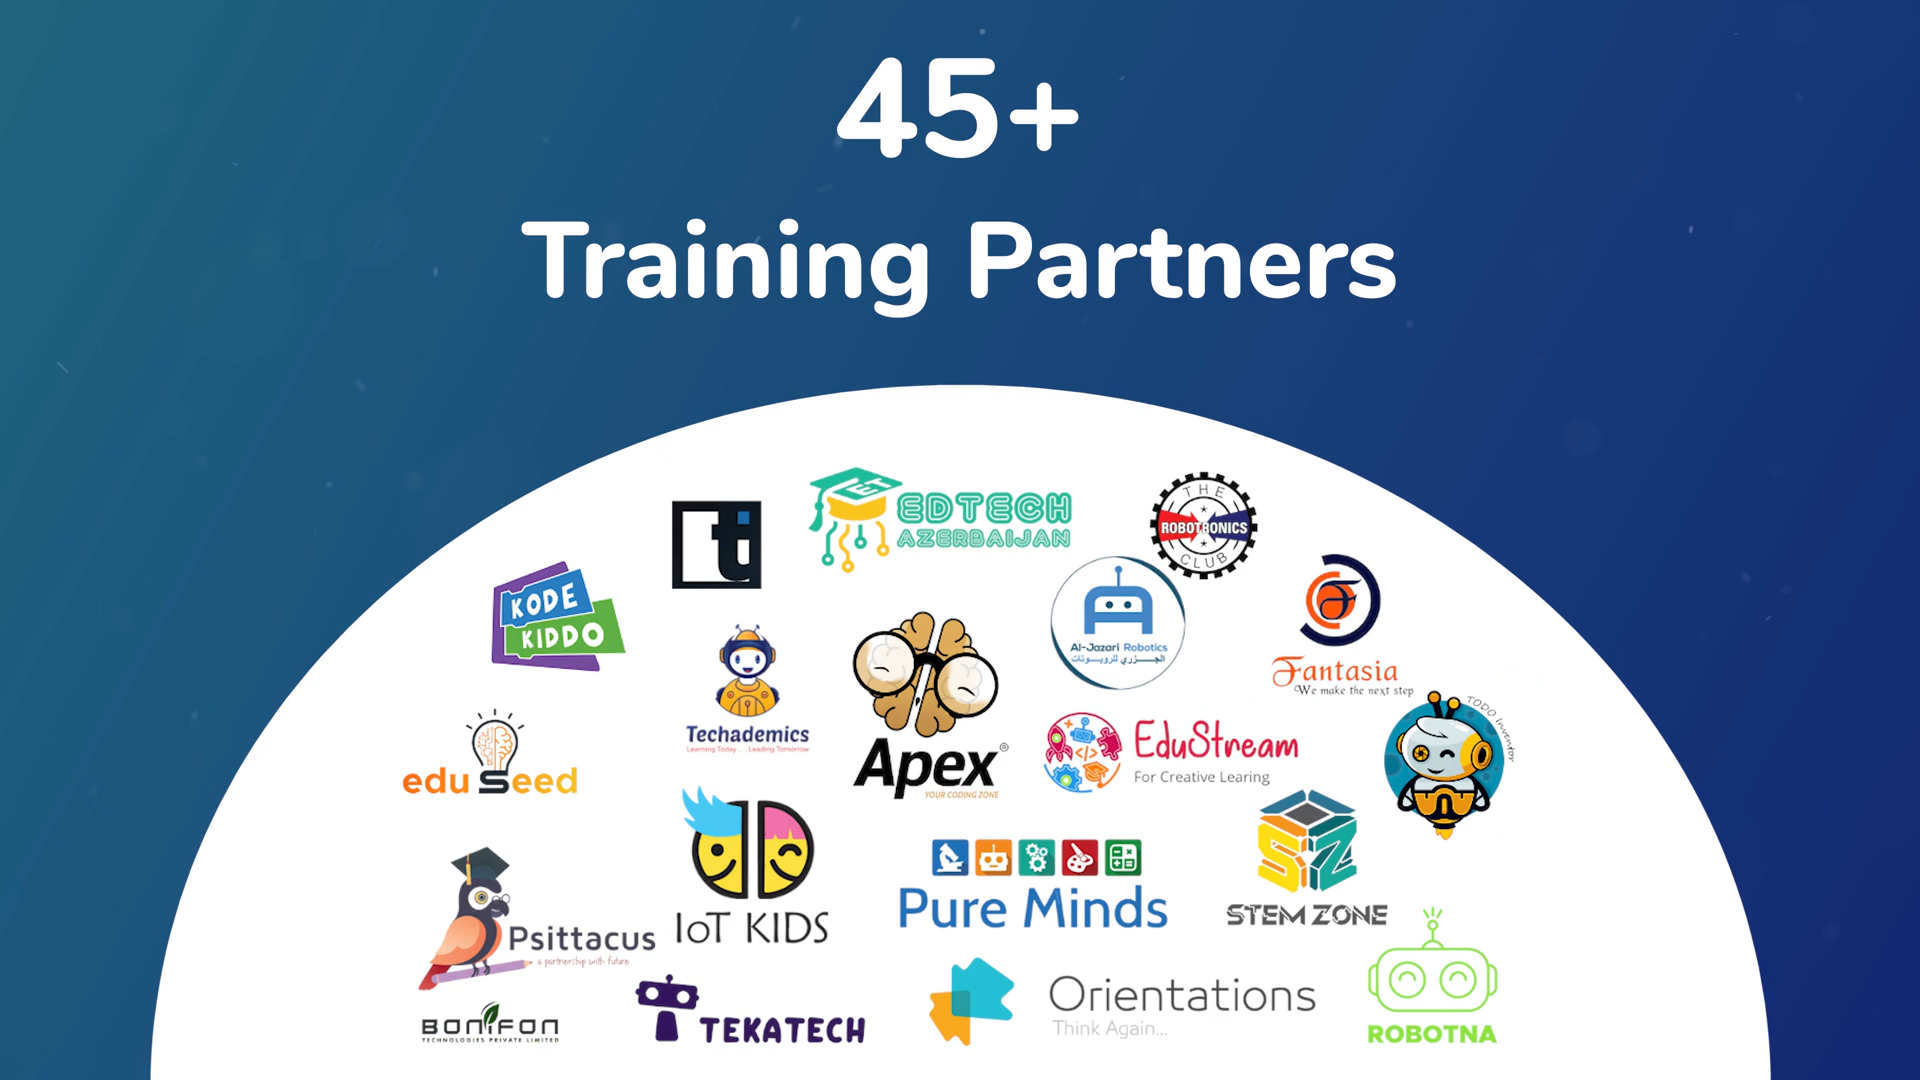 45+
Training Partners
ti
EDTECH
AZERBAIJAN
THE
ROBOTRONICS
CLUB
KODE
KIDDO
Al-Jazari Robotics
الجزري للروبوتات
F
Fantasia
We make the next step
Techademics
Learning Today . . . Leading Tomorrow
Apex®
YOUR CODING ZONE
EduStream
For Creative Learing
TODO Inventor
edu Seed
IoT KIDS
Pure Minds
SZ
STEM ZONE
Psittacus
a partnership with future
BONIFON
TECHNOLOGIES PRIVATE LIMITED
TEKATECH
Orientations
Think Again...
ROBOTNA